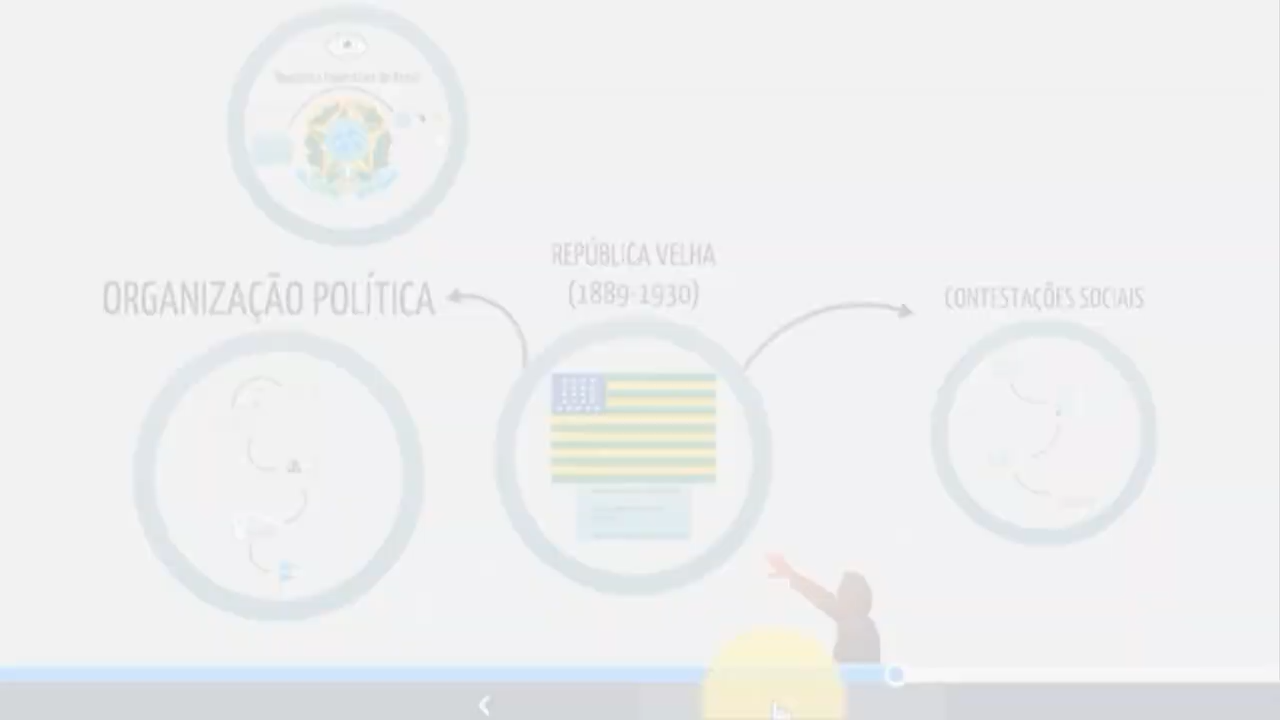 REPÚBLICA VELHA
(1889-1930)
ORGANIZAÇÃO POLÍTICA
CONTESTAÇÕES SOCIAIS